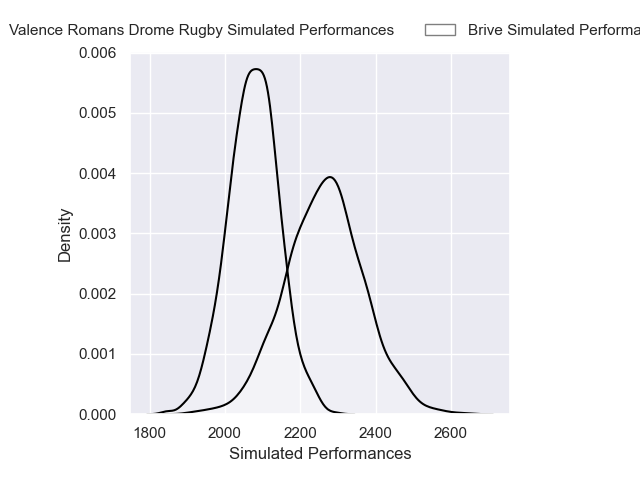 Valence Romans Drome Rugby Simulated Performances
Brive Simulated Performa
0.006
0.005
0.004
0.003
0.002
0.001
0.000
Density
1800 2000 2200 2400 2600
Simulated Performances